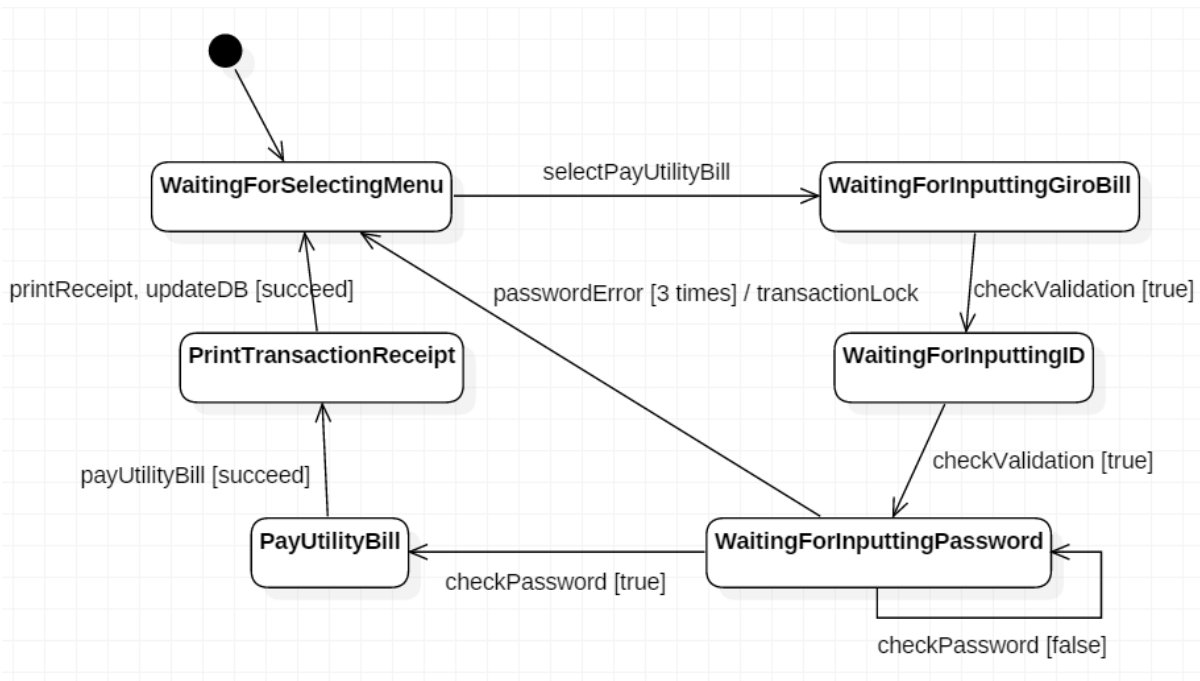 WaitingForSelectingMenu
selectPayUtilityBill
WaitingForInputtingGiroBill
printReceipt, updateDB [succeed]
passwordError [3 times] / transactionLock
checkValidation [true]
PrintTransactionReceipt
WaitingForInputtingID
payUtilityBill [succeed]
checkValidation [true]
PayUtilityBill
checkPassword [true]
WaitingForInputtingPassword
checkPassword [false]